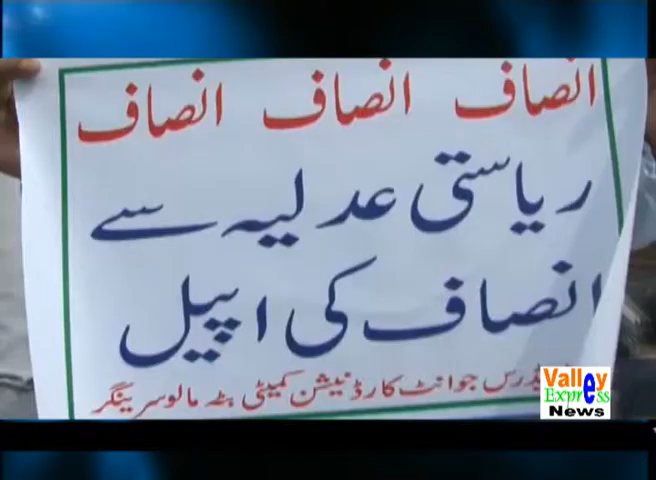 انصاف انصاف انصاف
ریاستی عدلیہ سے
انصاف کی اپیل
جوائنٹ کارڈنیشن کمیٹی بٹہ مالو سرینگر
Valley
Express
News